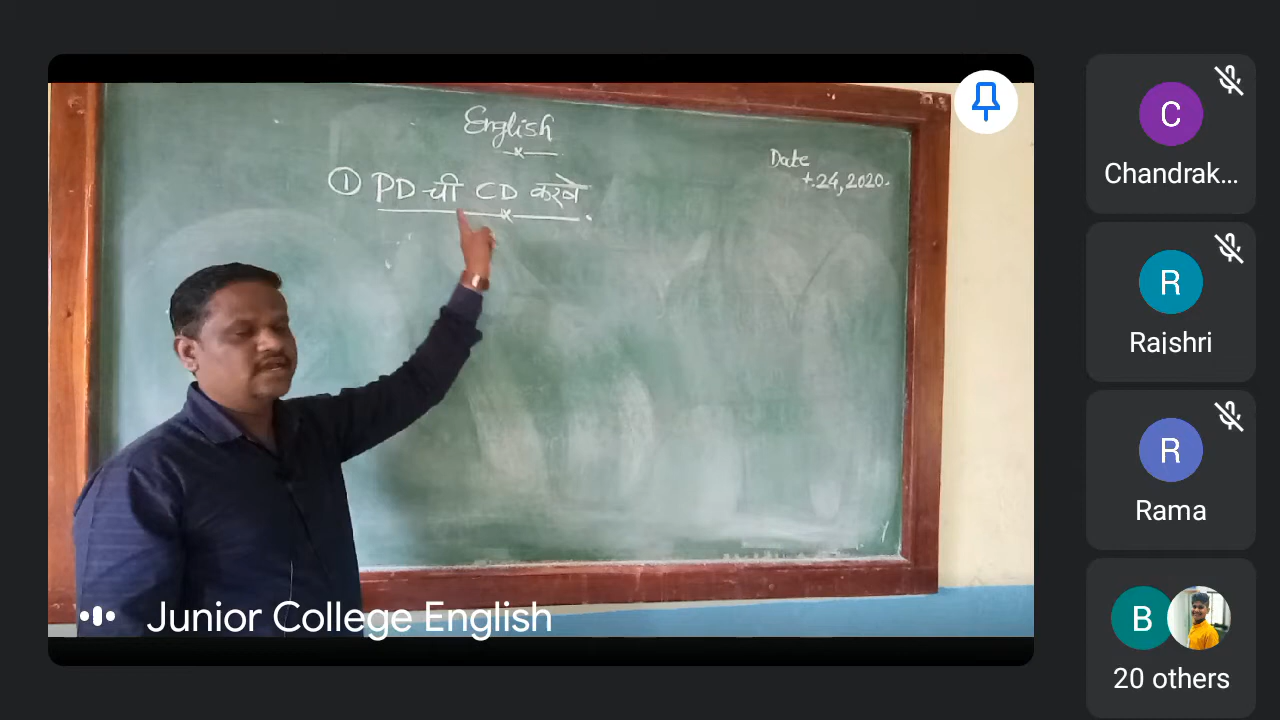 English
Date
+.24, 2020.
① PD ची CD करणे
Junior College English
C
Chandrak...
R
Rajshri
R
Rama
B
20 others